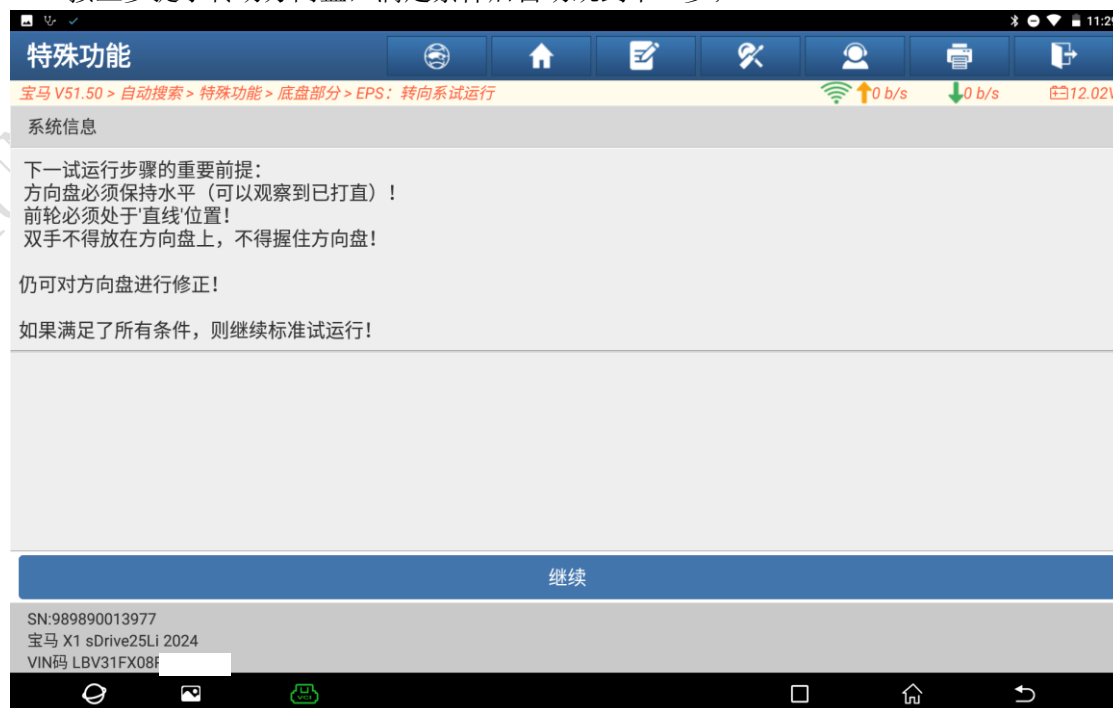 11:29
特殊功能
宝马 V51.50 > 自动搜索 > 特殊功能 > 底盘部分 > EPS：转向系试运行
0 b/s
0 b/s
12.02V
系统信息
下一试运行步骤的重要前提：
方向盘必须保持水平（可以观察到已打直）！
前轮必须处于'直线'位置！
双手不得放在方向盘上，不得握住方向盘！
仍可对方向盘进行修正！
如果满足了所有条件，则继续标准试运行！
继续
SN:989890013977
宝马 X1 sDrive25Li 2024
VIN码 LBV31FX08
VCI